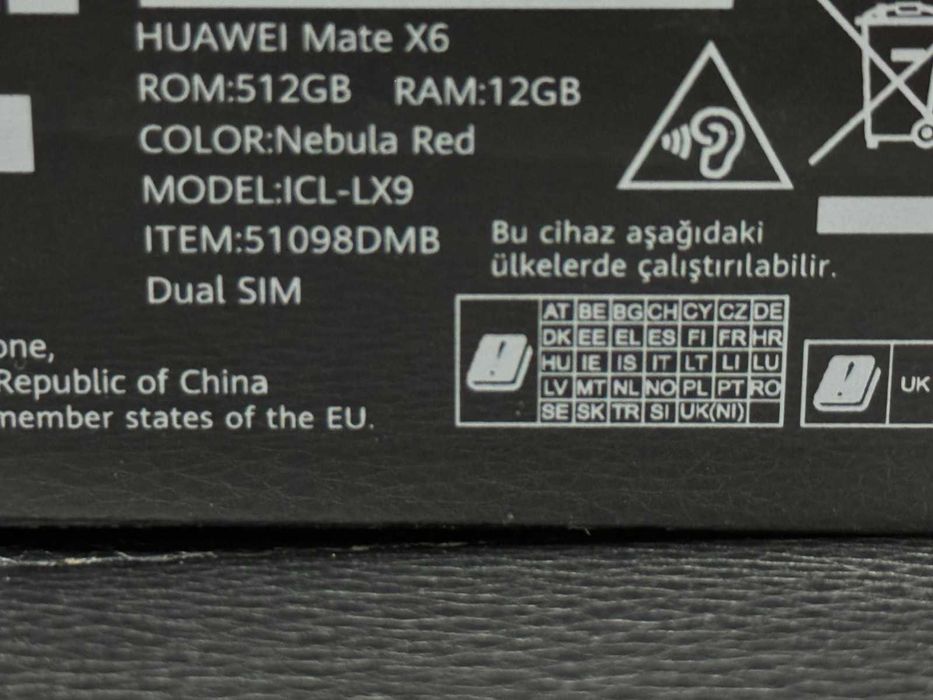 HUAWEI Mate X6
ROM:512GB RAM:12GB
COLOR:Nebula Red
MODEL:ICL-LX9
ITEM:51098DMB
Dual SIM
Bu cihaz aşağıdaki
ülkelerde çalıştırılabilir.
AT BE BG CH CY CZ DE
DK EE EL ES FI FR HR
HU IE IS IT LT LI LU
LV MT NL NO PL PT RO
SE SK TR SI UK(NI)
UK
Republic of China
member states of the EU.